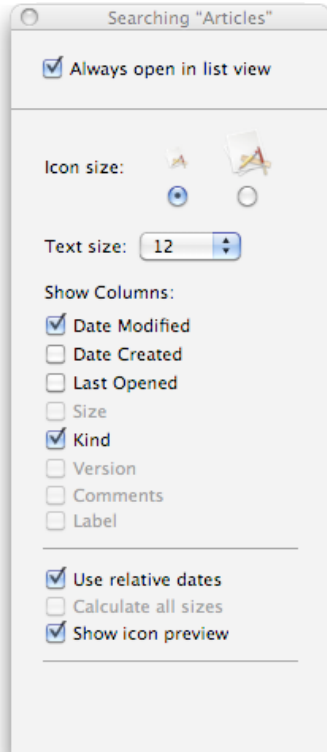 Searching “Articles”
Always open in list view
Icon size:
Text size: 12
Show Columns:
Date Modified
Date Created
Last Opened
Size
Kind
Version
Comments
Label
Use relative dates
Calculate all sizes
Show icon preview